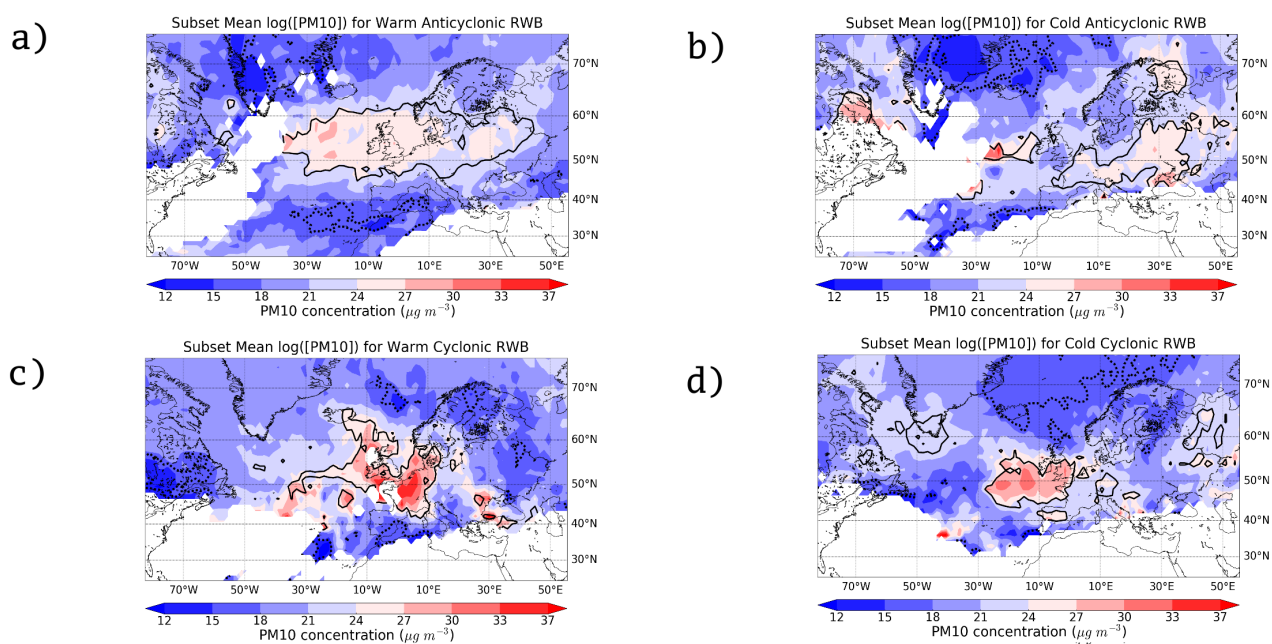 a)
Subset Mean log([PM10]) for Warm Anticyclonic RWB
70°N
60°N
50°N
40°N
30°N
70°W 50°W 30°W 10°W 10°E 30°E 50°E
12 15 18 21 24 27 30 33 37
PM10 concentration (μg m⁻³)
b)
Subset Mean log([PM10]) for Cold Anticyclonic RWB
70°N
60°N
50°N
40°N
30°N
70°W 50°W 30°W 10°W 10°E 30°E 50°E
12 15 18 21 24 27 30 33 37
PM10 concentration (μg m⁻³)
c)
Subset Mean log([PM10]) for Warm Cyclonic RWB
70°N
60°N
50°N
40°N
30°N
70°W 50°W 30°W 10°W 10°E 30°E 50°E
12 15 18 21 24 27 30 33 37
PM10 concentration (μg m⁻³)
d)
Subset Mean log([PM10]) for Cold Cyclonic RWB
70°N
60°N
50°N
40°N
30°N
70°W 50°W 30°W 10°W 10°E 30°E 50°E
12 15 18 21 24 27 30 33 37
PM10 concentration (μg m⁻³)